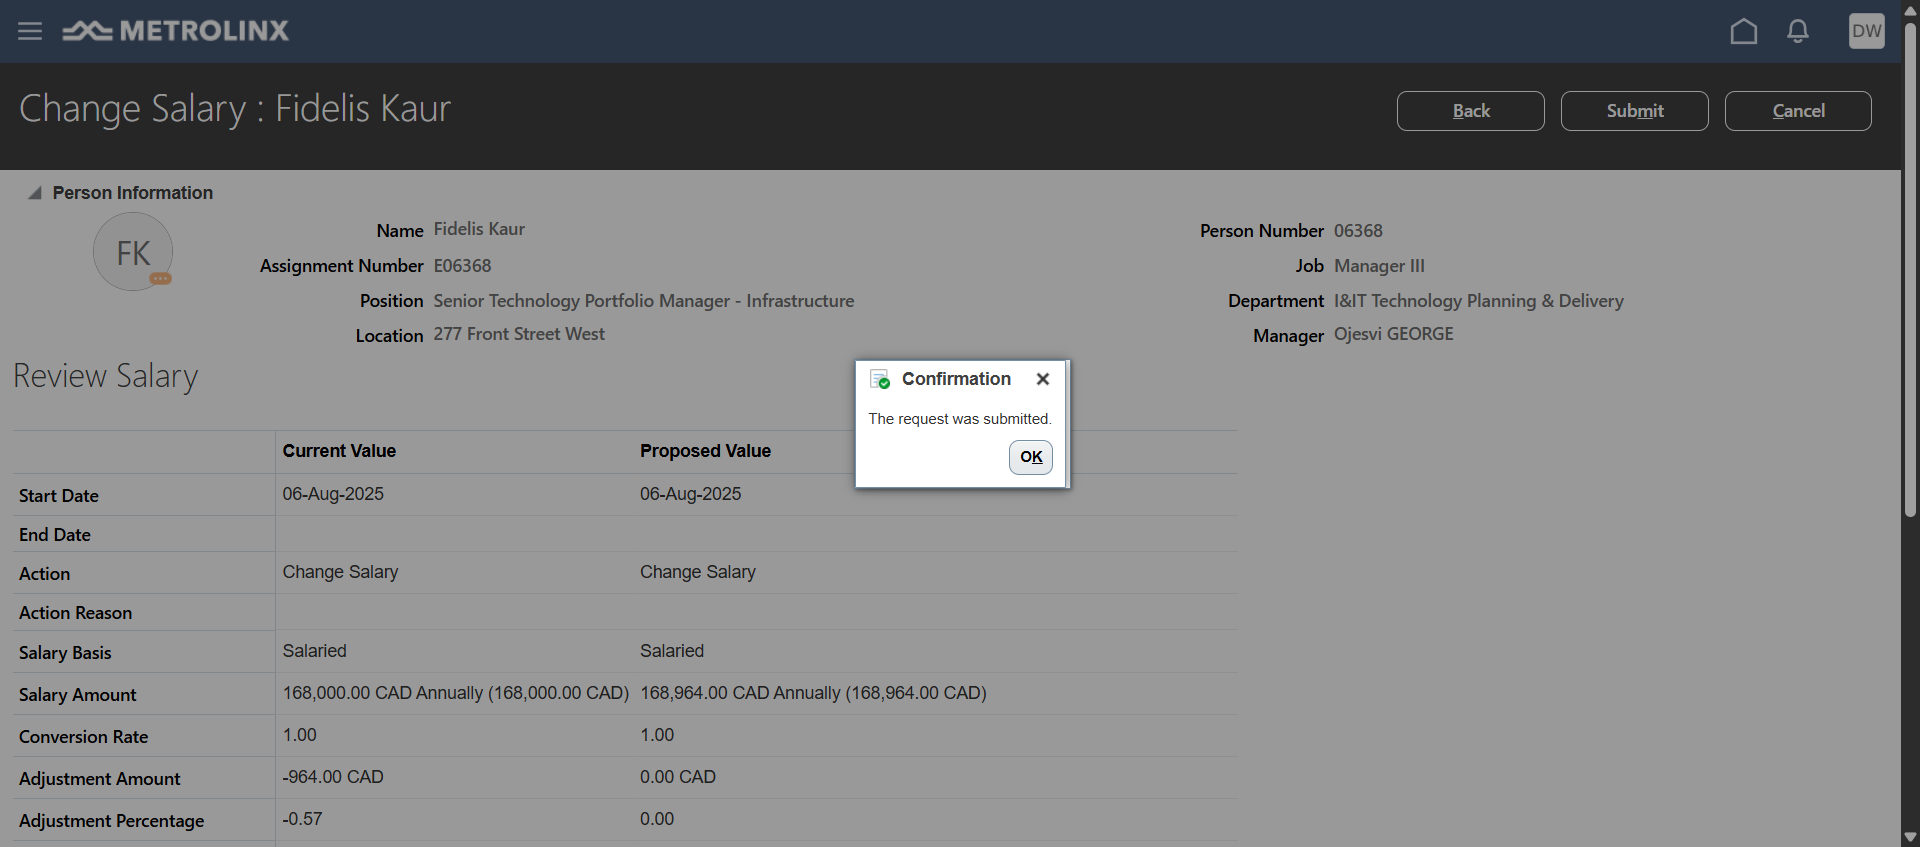 METROLINX
DW
Change Salary : Fidelis Kaur
Back
Submit
Cancel
Person Information
FK
Name Fidelis Kaur
Person Number 06368
Assignment Number E06368
Job Manager III
Position Senior Technology Portfolio Manager - Infrastructure
Department I&IT Technology Planning & Delivery
Location 277 Front Street West
Manager Ojesvi GEORGE
Review Salary
Confirmation
The request was submitted.
OK
Current Value Proposed Value
Start Date 06-Aug-2025 06-Aug-2025
End Date
Action Change Salary Change Salary
Action Reason
Salary Basis Salaried Salaried
Salary Amount 168,000.00 CAD Annually (168,000.00 CAD) 168,964.00 CAD Annually (168,964.00 CAD)
Conversion Rate 1.00 1.00
Adjustment Amount -964.00 CAD 0.00 CAD
Adjustment Percentage -0.57 0.00